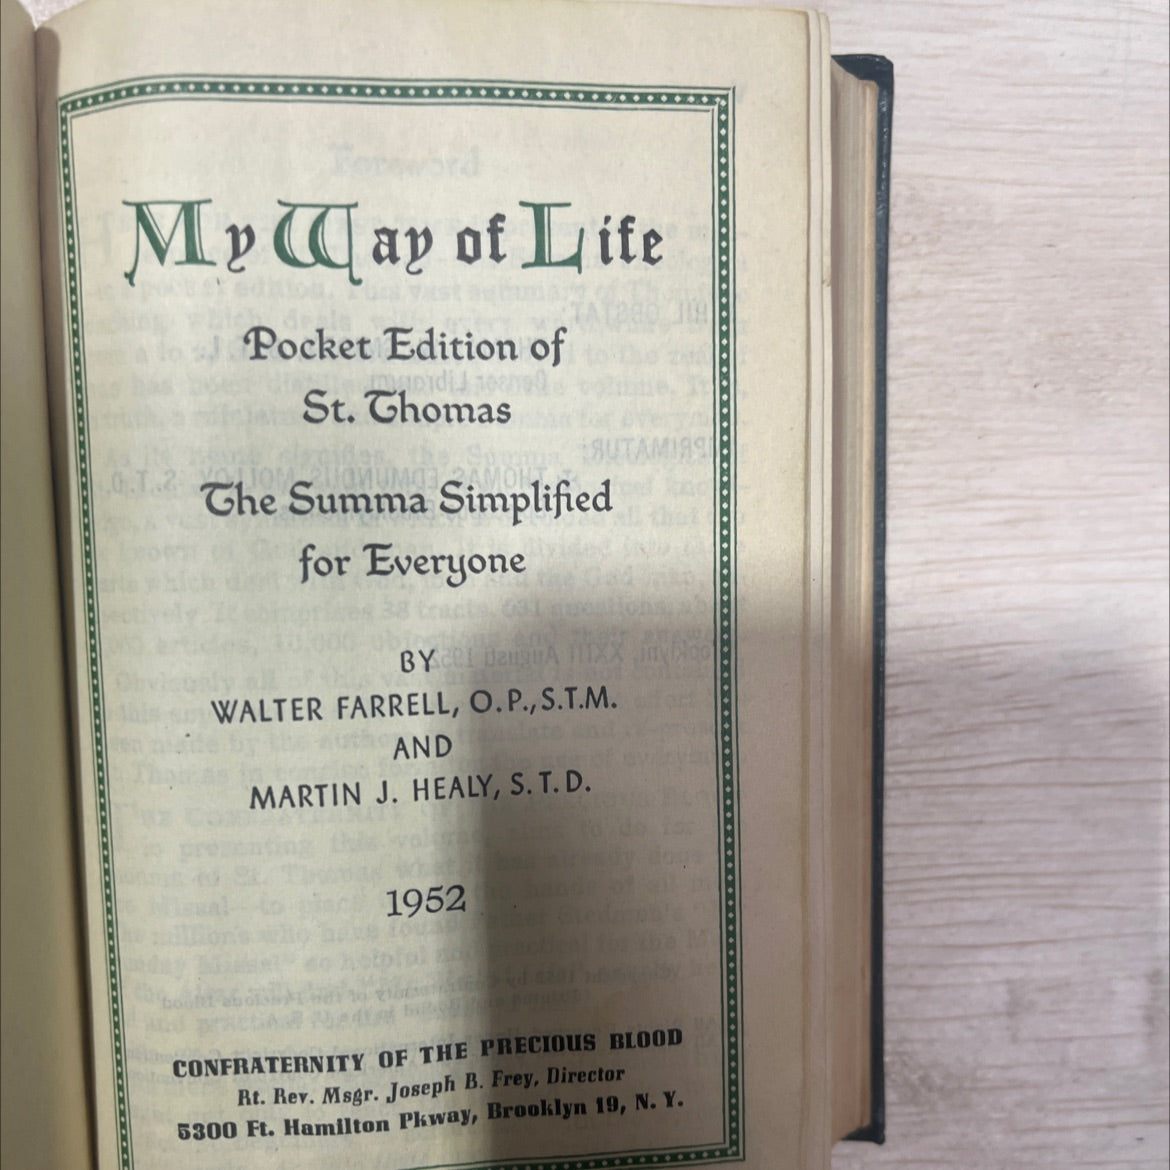 My Way of Life
Pocket Edition of
St. Thomas
The Summa Simplified
for Everyone
BY
WALTER FARRELL, O.P., S.T.M.
AND
MARTIN J. HEALY, S.T.D.
1952
CONFRATERNITY OF THE PRECIOUS BLOOD
Rt. Rev. Msgr. Joseph B. Frey, Director
5300 Ft. Hamilton Pkway, Brooklyn 19, N. Y.